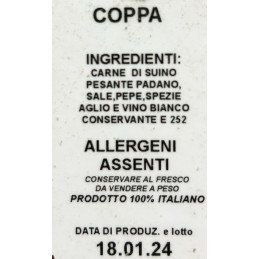 COPPA
INGREDIENTI:
CARNE DI SUINO
PESANTE PADANO,
SALE,PEPE,SPEZIE
AGLIO E VINO BIANCO
CONSERVANTE E 252
ALLERGENI
ASSENTI
CONSERVARE AL FRESCO
DA VENDERE A PESO
PRODOTTO 100% ITALIANO
DATA DI PRODUZ. e lotto
18.01.24